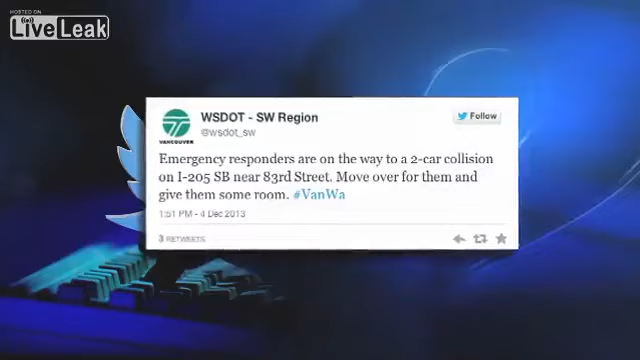 HOSTED ON
LiveLeak
WSDOT - SW Region
@wsdot_sw
Follow
VANCOUVER
Emergency responders are on the way to a 2-car collision
on I-205 SB near 83rd Street. Move over for them and
give them some room. #VanWa
1:51 PM - 4 Dec 2013
3 RETWEETS